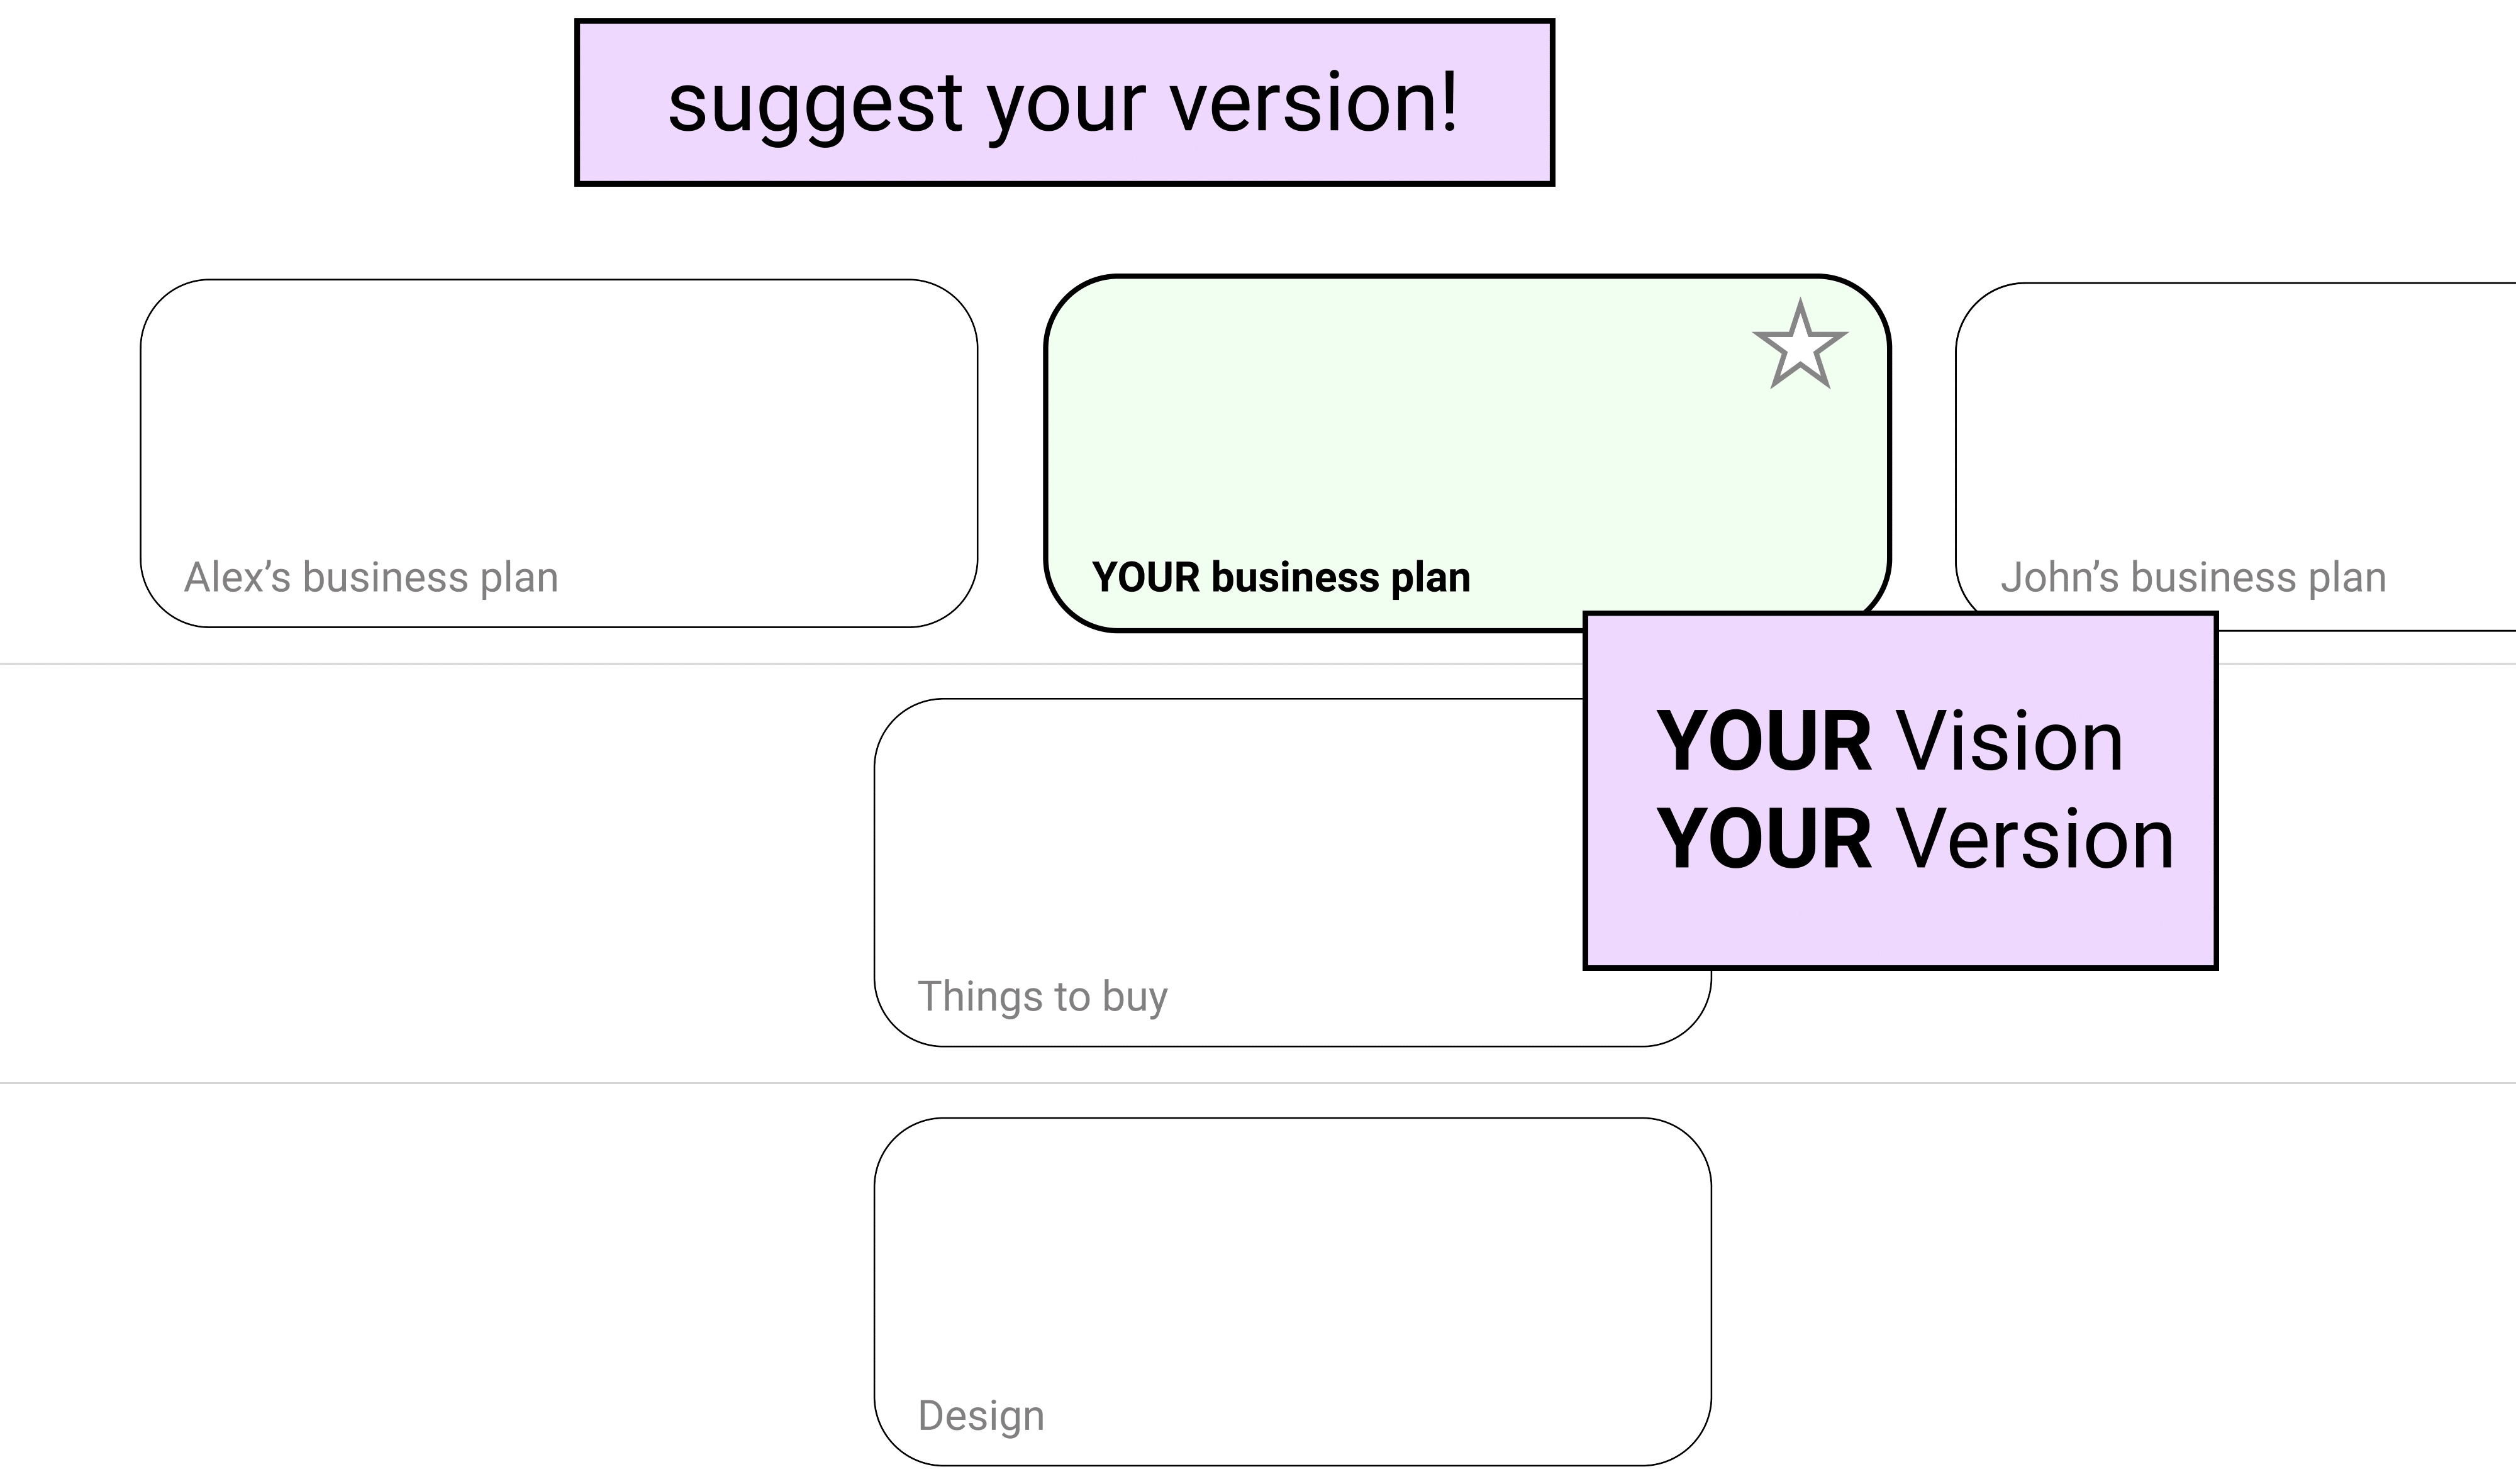 suggest your version!
Alex’s business plan
YOUR business plan
John’s business plan
YOUR Vision
YOUR Version
Things to buy
Design